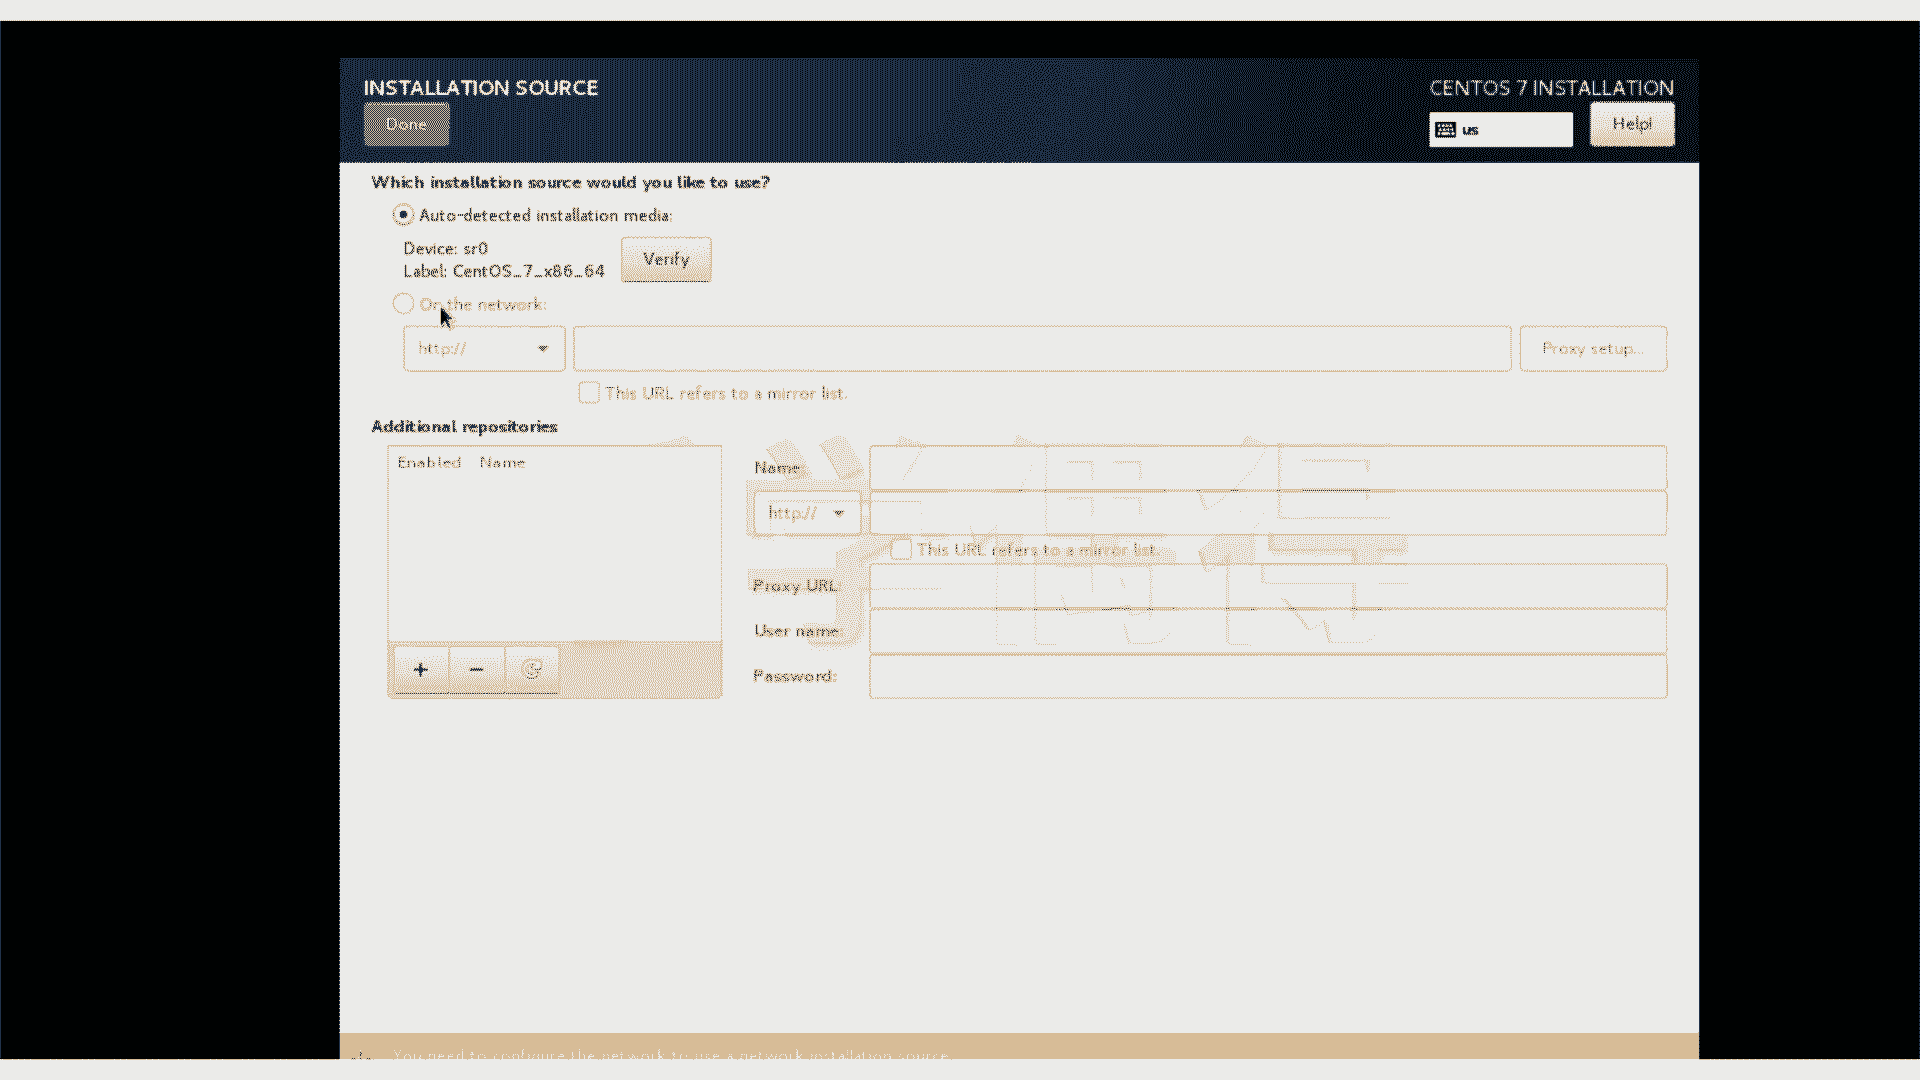 INSTALLATION SOURCE
CENTOS 7 INSTALLATION
Done
us
Help!
Which installation source would you like to use?
Auto-detected installation media:
Device: sr0
Label: CentOS_7_x86_64
Verify
On the network:
http://
Proxy setup...
This URL refers to a mirror list.
Additional repositories
Enabled Name
Name:
http://
This URL refers to a mirror list.
Proxy URL:
User name:
Password:
You need to configure the network to use a network installation source.